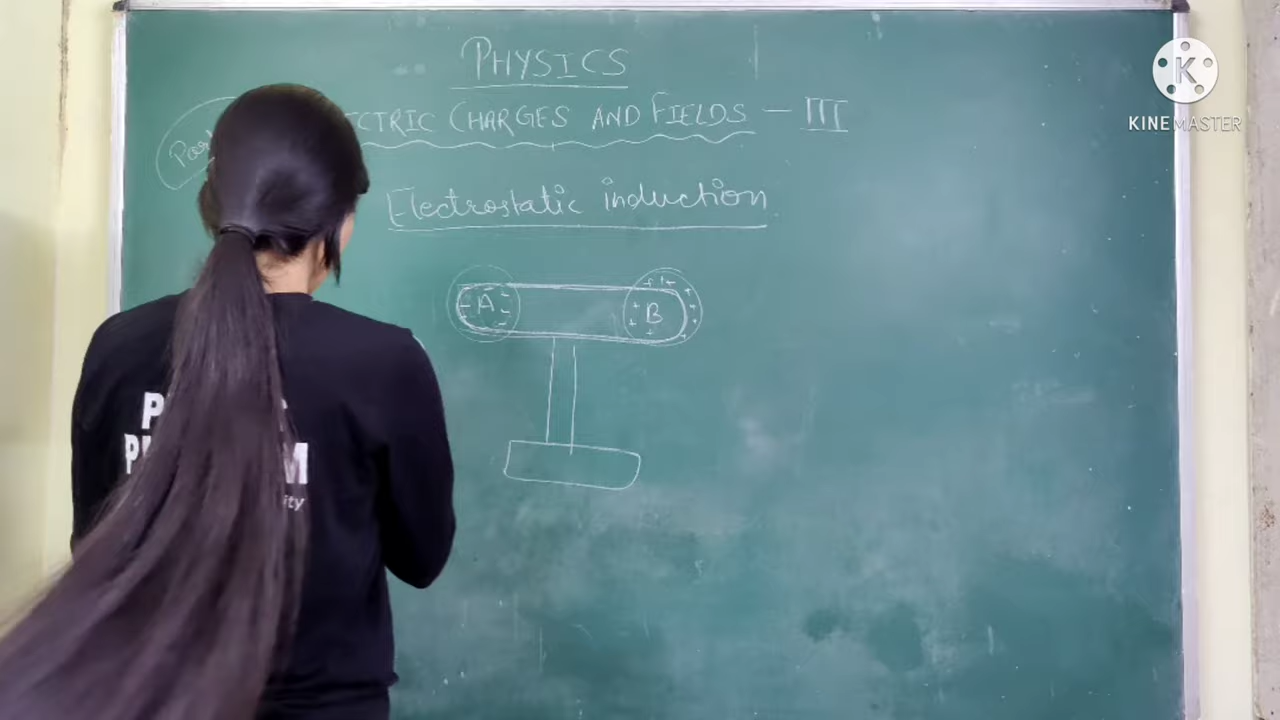 PHYSICS
ECTRIC CHARGES AND FIELDS - III
Electrostatic induction
A B
K
KINEMASTER